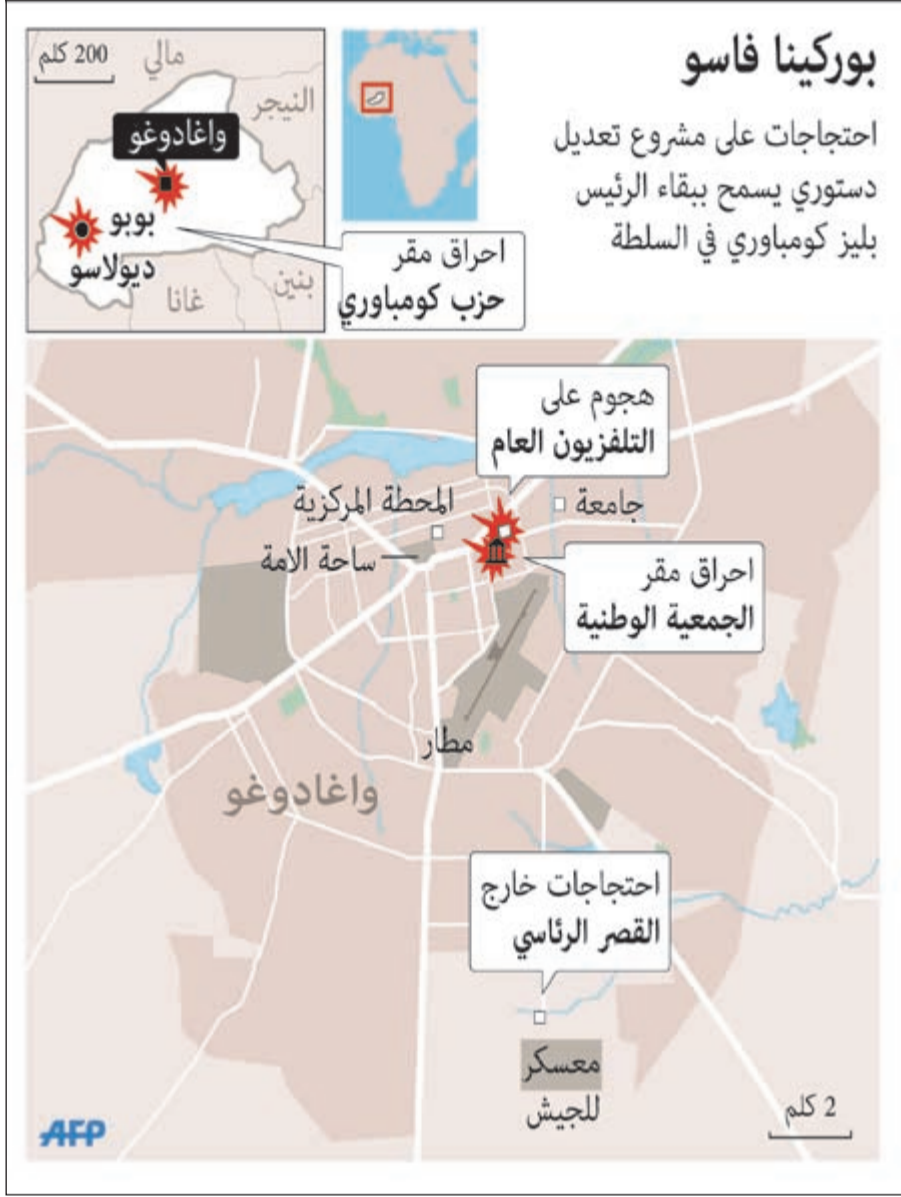 بوركينا فاسو
احتجاجات على مشروع تعديل
دستوري يسمح ببقاء الرئيس
بليز كومباوري في السلطة
200 كلم
مالي
النيجر
واغادوغو
بوبو
ديولاسو
غانا
بنين
احراق مقر
حزب كومباوري
هجوم على
التلفزيون العام
جامعة
المحطة المركزية
ساحة الامة
احراق مقر
الجمعية الوطنية
مطار
واغادوغو
احتجاجات خارج
القصر الرئاسي
معسكر
للجيش
2 كلم
AFP